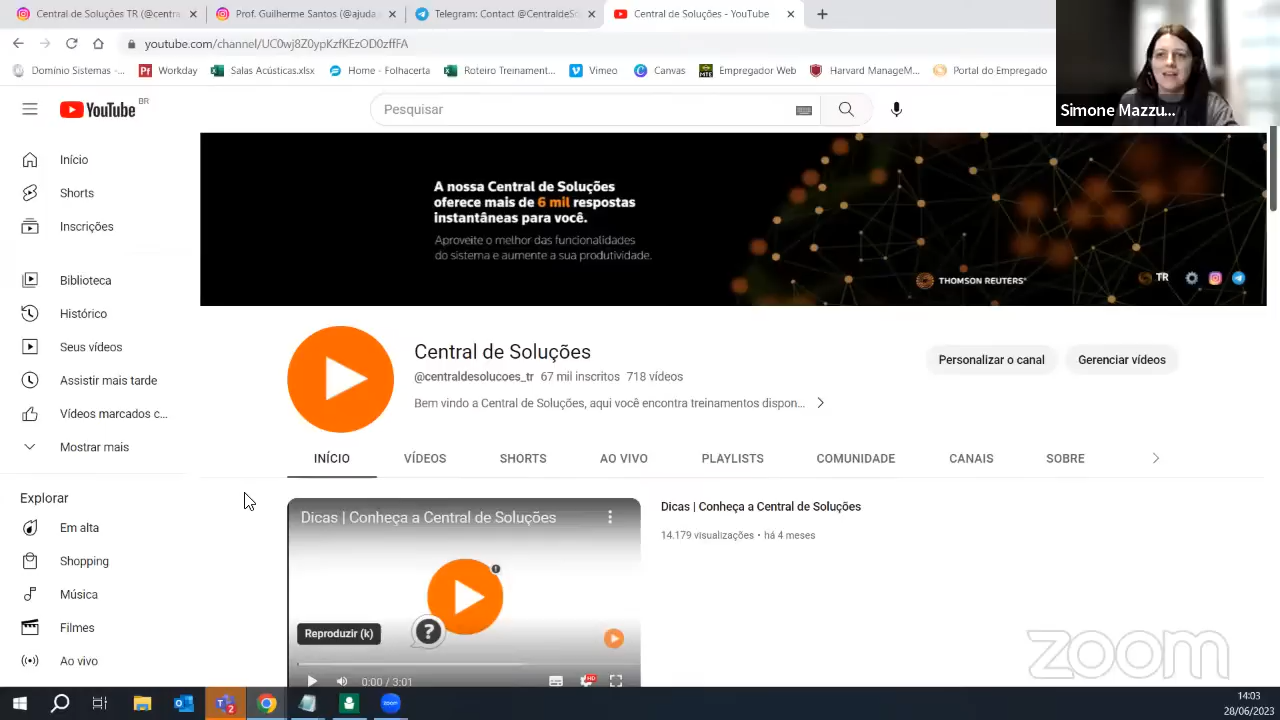 Central de Soluções TR (@centra
Prof. Guilherme Santos (@auda
Telegram: Contact @CentraldeSo
Central de Soluções - YouTube
youtube.com/channel/UC0wj8Z0ypKzfKEzOD0zffFA
Domínio Sistemas -...
Workday
Salas Acústicas.xlsx
Home - Folhacerta
Roteiro Treinament...
Vimeo
Canvas
Empregador Web
Harvard ManageM...
Portal do Empregado
Simone Mazzu...
YouTube BR
Pesquisar
Início
Shorts
Inscrições
Biblioteca
Histórico
Seus vídeos
Assistir mais tarde
Vídeos marcados c...
Mostrar mais
Explorar
Em alta
Shopping
Música
Filmes
Ao vivo
A nossa Central de Soluções
oferece mais de 6 mil respostas
instantâneas para você.
Aproveite o melhor das funcionalidades
do sistema e aumente a sua produtividade.
THOMSON REUTERS
TR
Central de Soluções
@centraldesolucoes_tr 67 mil inscritos 718 vídeos
Bem vindo a Central de Soluções, aqui você encontra treinamentos dispon...
Personalizar o canal
Gerenciar vídeos
INÍCIO
VÍDEOS
SHORTS
AO VIVO
PLAYLISTS
COMUNIDADE
CANAIS
SOBRE
Dicas | Conheça a Central de Soluções
Reproduzir (k)
0:00 / 3:01
HD
Dicas | Conheça a Central de Soluções
14.179 visualizações • há 4 meses
zoom
14:03
28/06/2023